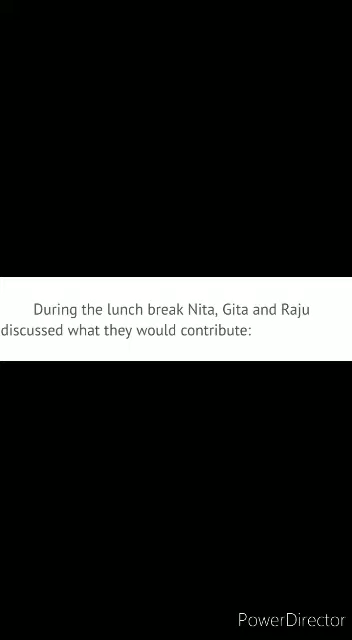 During the lunch break Nita, Gita and Raju
discussed what they would contribute:
PowerDirector